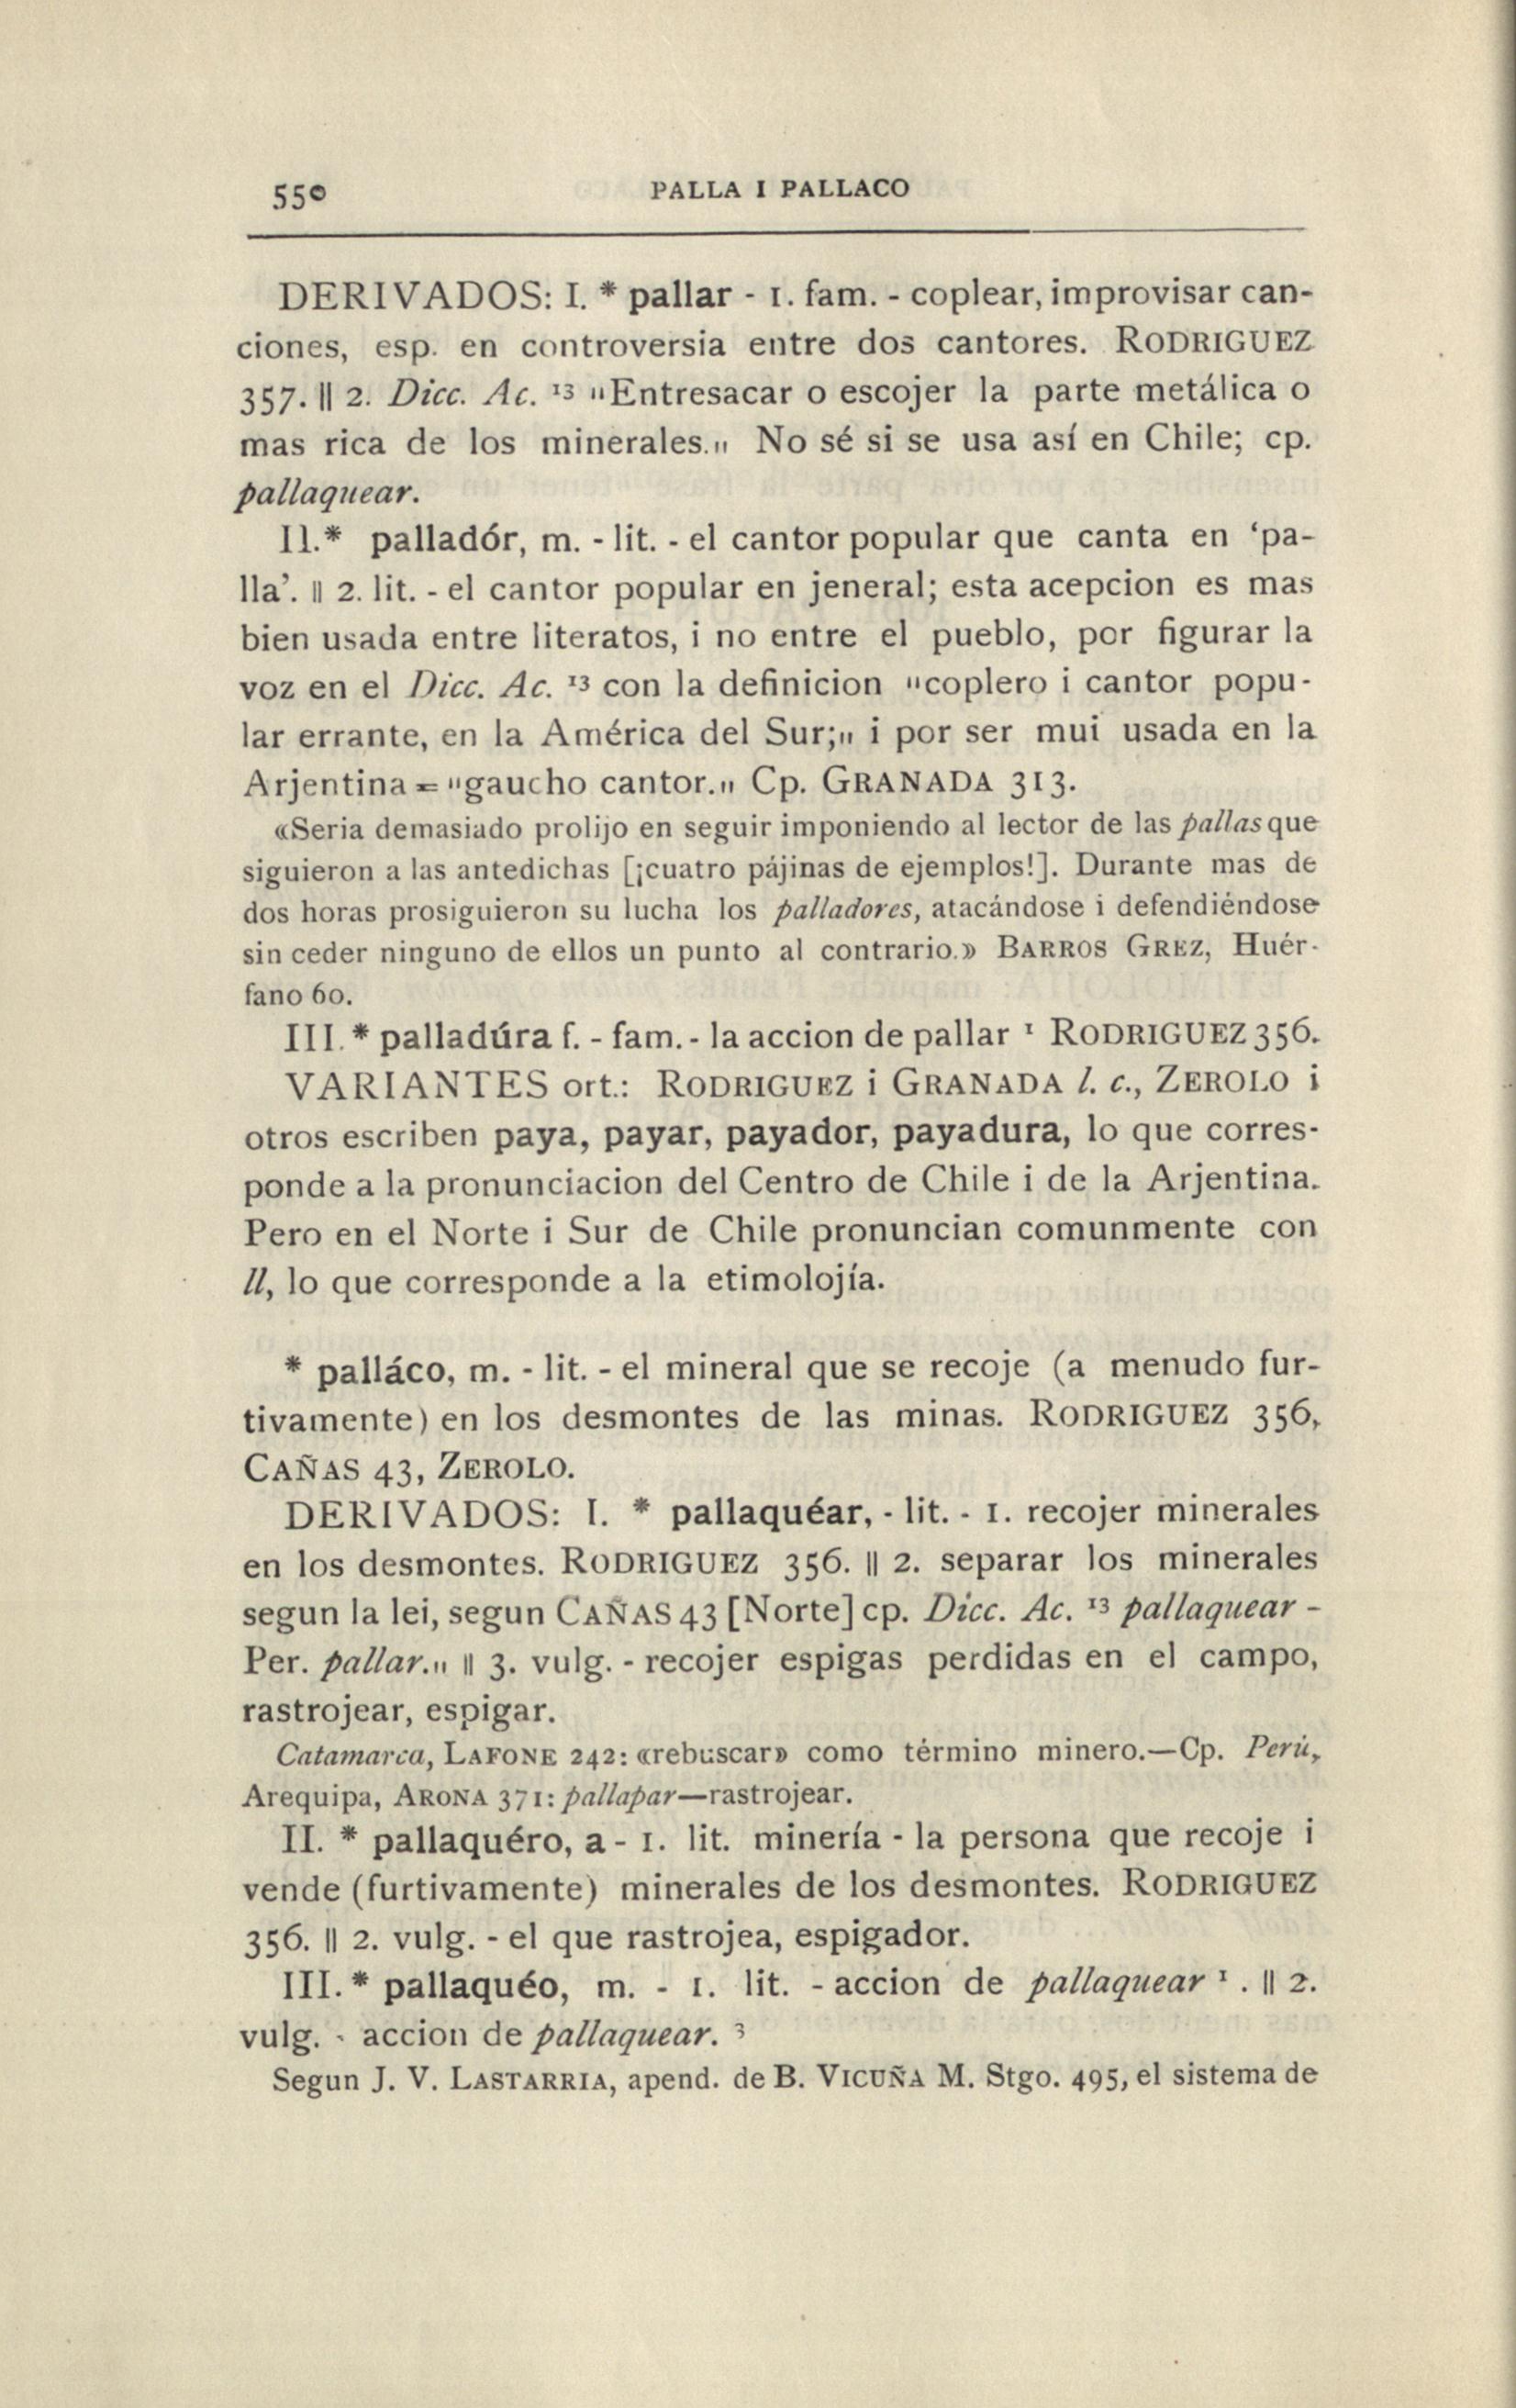 550
PALLA I PALLACO
DERIVADOS: I. * pallar - 1. fam. - coplear, improvisar can-
ciones, esp. en controversia entre dos cantores. RODRIGUEZ
357. || 2. Dicc. Ac. ¹³ "Entresacar o escojer la parte metálica o
mas rica de los minerales." No sé si se usa así en Chile; cp.
pallaquear.
II.* palladór, m. - lit. - el cantor popular que canta en ‘pa-
lla’. || 2. lit. - el cantor popular en jeneral; esta acepcion es mas
bien usada entre literatos, i no entre el pueblo, por figurar la
voz en el Dicc. Ac. ¹³ con la definicion "coplero i cantor popu-
lar errante, en la América del Sur;" i por ser mui usada en la
Arjentina = "gaucho cantor." Cp. GRANADA 313.
«Seria demasiado prolijo en seguir imponiendo al lector de las pallas que
siguieron a las antedichas [¡cuatro pájinas de ejemplos!]. Durante mas de
dos horas prosiguieron su lucha los palladores, atacándose i defendiéndose
sin ceder ninguno de ellos un punto al contrario.» BARROS GREZ, Huér-
fano 60.
III. * palladúra f. - fam. - la accion de pallar ¹ RODRIGUEZ 356.
VARIANTES ort.: RODRIGUEZ i GRANADA l. c., ZEROLO i
otros escriben paya, payar, payador, payadura, lo que corres-
ponde a la pronunciacion del Centro de Chile i de la Arjentina.
Pero en el Norte i Sur de Chile pronuncian comunmente con
ll, lo que corresponde a la etimolojía.
* palláco, m. - lit. - el mineral que se recoje (a menudo fur-
tivamente) en los desmontes de las minas. RODRIGUEZ 356,
CAÑAS 43, ZEROLO.
DERIVADOS: I. * pallaquéar, - lit. - 1. recojer minerales
en los desmontes. RODRIGUEZ 356. || 2. separar los minerales
segun la lei, segun CAÑAS 43 [Norte] cp. Dicc. Ac. ¹³ pallaquear -
Per. pallar." || 3. vulg. - recojer espigas perdidas en el campo,
rastrojear, espigar.
Catamarca, LAFONE 242: «rebuscar» como término minero.—Cp. Perú,
Arequipa, ARONA 371: pallapar—rastrojear.
II. * pallaquéro, a - 1. lit. minería - la persona que recoje i
vende (furtivamente) minerales de los desmontes. RODRIGUEZ
356. || 2. vulg. - el que rastrojea, espigador.
III. * pallaquéo, m. - 1. lit. - accion de pallaquear ¹ . || 2.
vulg. - accion de pallaquear. ³
Segun J. V. LASTARRIA, apend. de B. VICUÑA M. Stgo. 495, el sistema de